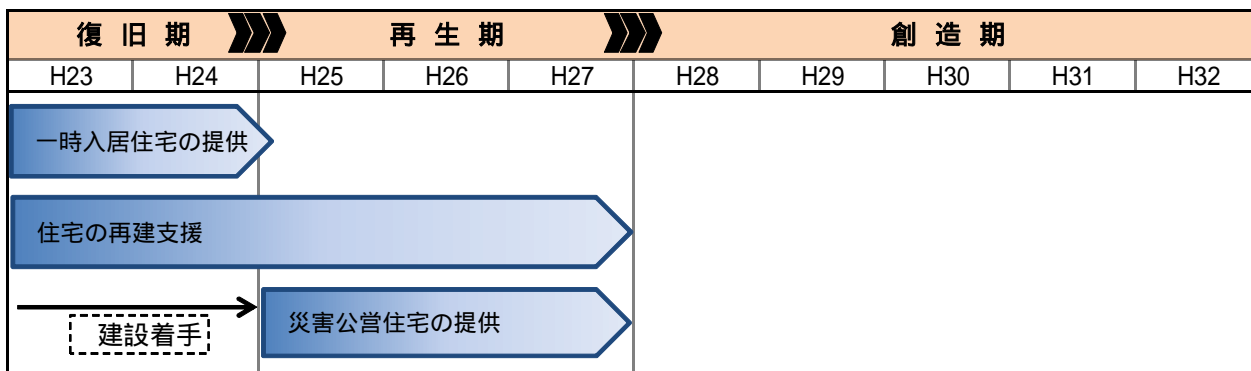 復旧期 再生期 創造期
H23 H24 H25 H26 H27 H28 H29 H30 H31 H32
一時入居住宅の提供
住宅の再建支援
建設着手
災害公営住宅の提供